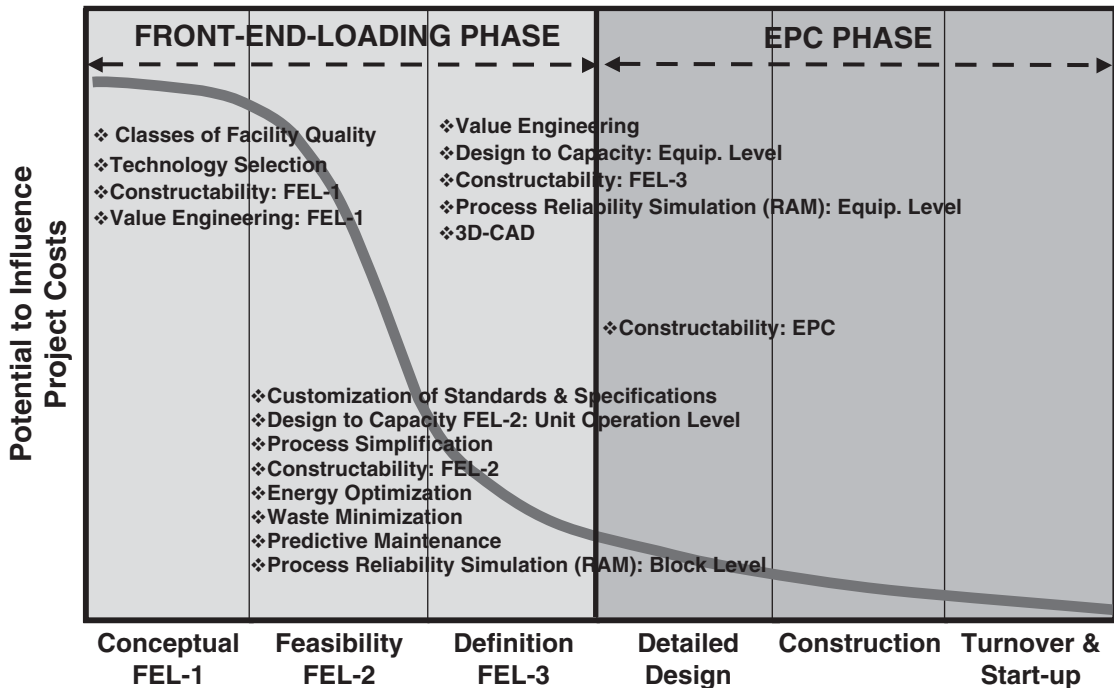 FRONT-END-LOADING PHASE
EPC PHASE
Potential to Influence
Project Costs
❖ Classes of Facility Quality
❖Technology Selection
❖Constructability: FEL-1
❖Value Engineering: FEL-1
❖Value Engineering
❖Design to Capacity: Equip. Level
❖Constructability: FEL-3
❖Process Reliability Simulation (RAM): Equip. Level
❖3D-CAD
❖Constructability: EPC
❖Customization of Standards & Specifications
❖Design to Capacity FEL-2: Unit Operation Level
❖Process Simplification
❖Constructability: FEL-2
❖Energy Optimization
❖Waste Minimization
❖Predictive Maintenance
❖Process Reliability Simulation (RAM): Block Level
Conceptual
FEL-1
Feasibility
FEL-2
Definition
FEL-3
Detailed
Design
Construction
Turnover &
Start-up